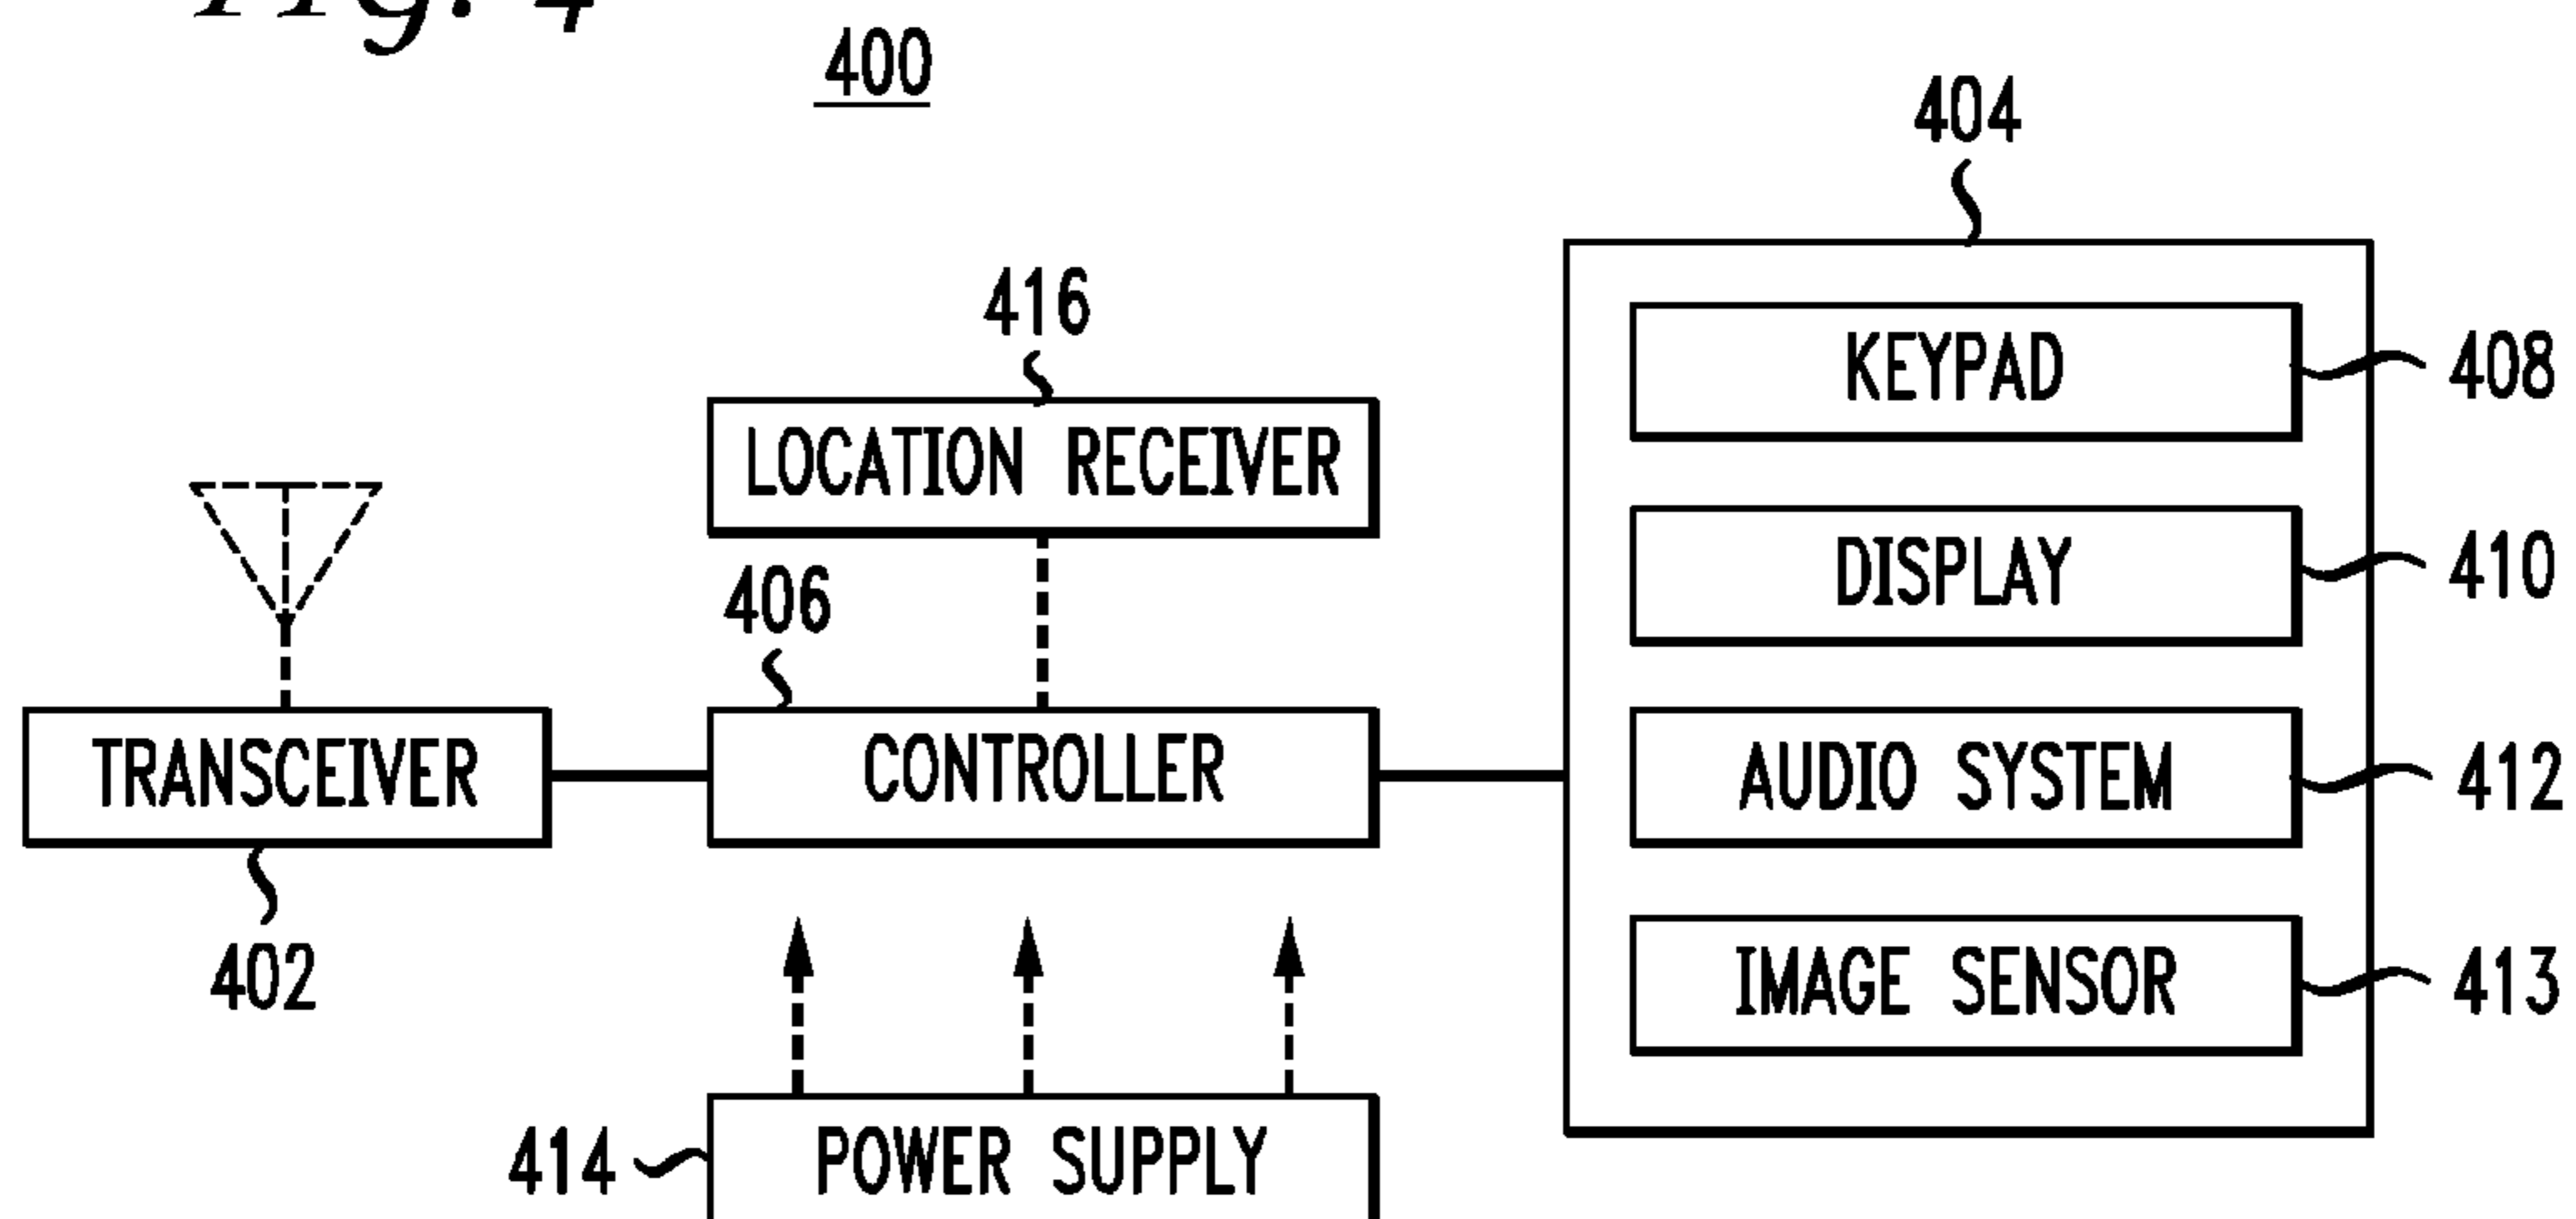 Fig. 4
400
404
416
KEYPAD
408
LOCATION RECEIVER
DISPLAY
410
406
TRANSCEIVER
CONTROLLER
AUDIO SYSTEM
412
402
IMAGE SENSOR
413
414
POWER SUPPLY